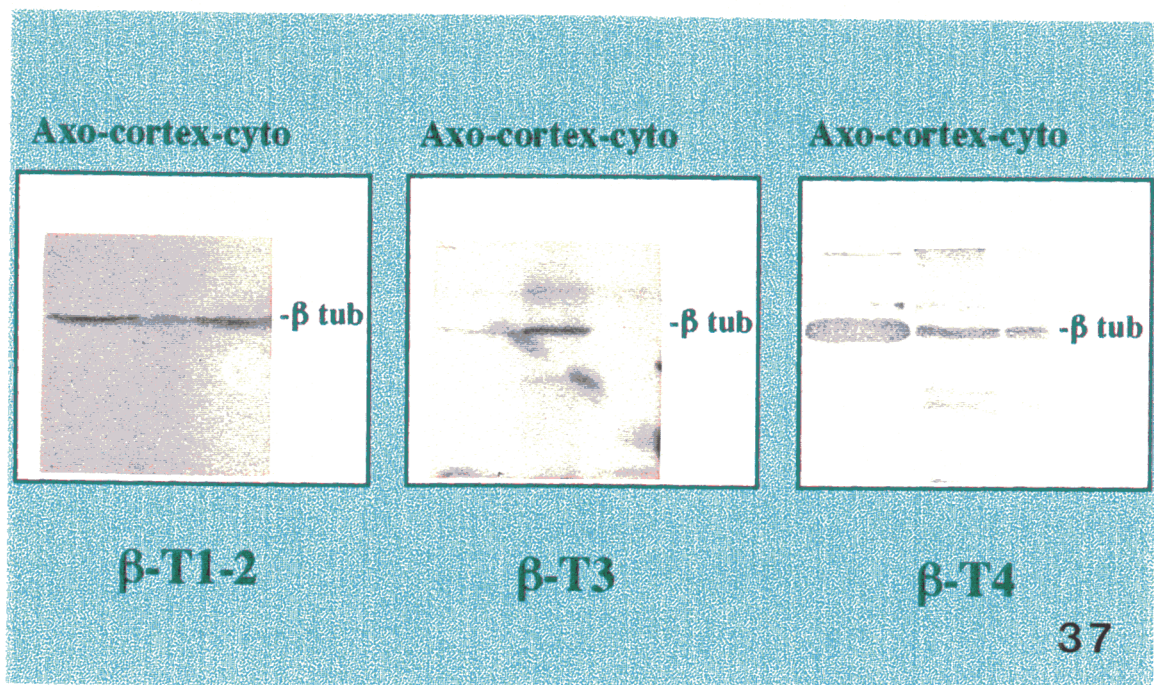 Axo-cortex-cyto
Axo-cortex-cyto
Axo-cortex-cyto
-β tub
-β tub
-β tub
β-T1-2
β-T3
β-T4
37